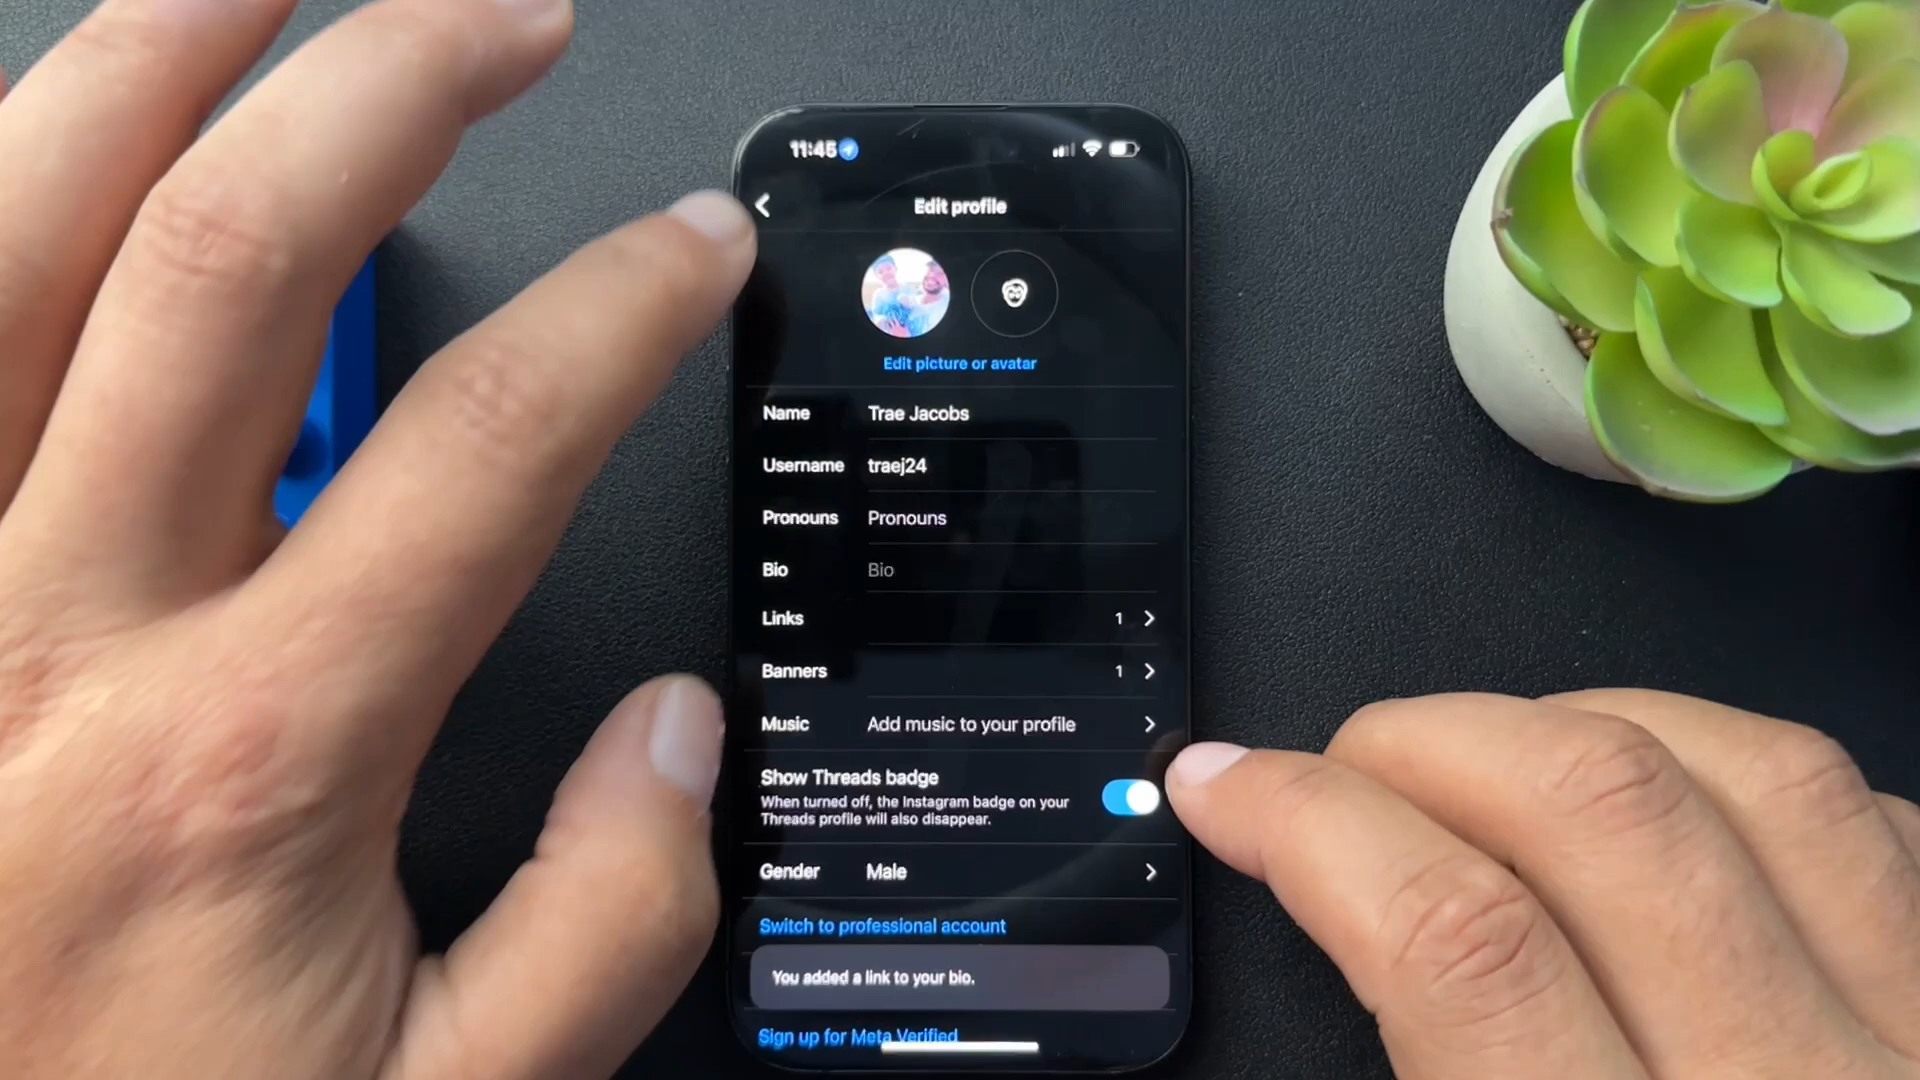 11:45
Edit profile
Edit picture or avatar
Name Trae Jacobs
Username traej24
Pronouns Pronouns
Bio Bio
Links 1
Banners 1
Music Add music to your profile
Show Threads badge
When turned off, the Instagram badge on your
Threads profile will also disappear.
Gender Male
Switch to professional account
You added a link to your bio.
Sign up for Meta Verified